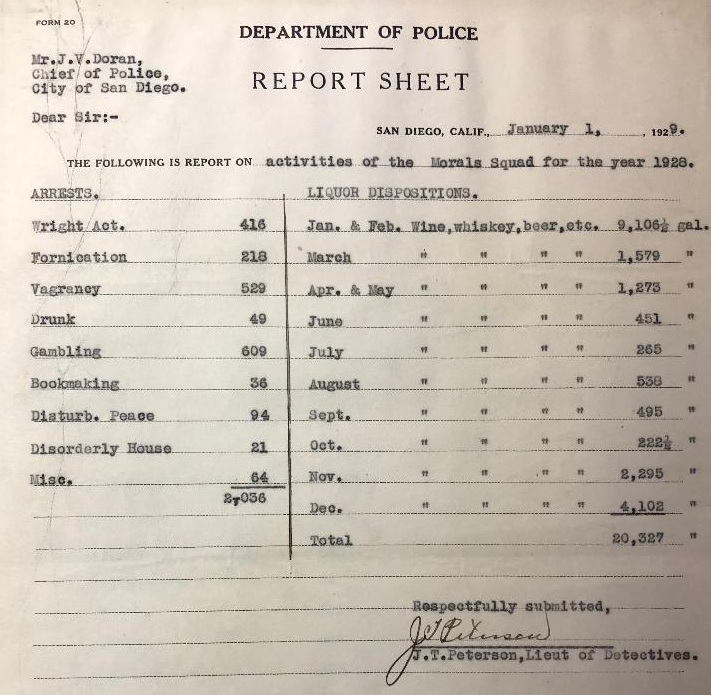 FORM 20
DEPARTMENT OF POLICE
Mr.J.V.Doran,
Chief of Police,
City of San Diego.
REPORT SHEET
Dear Sir:-
SAN DIEGO, CALIF., January 1, , 1929.
THE FOLLOWING IS REPORT ON activities of the Morals Squad for the year 1928.
ARRESTS. LIQUOR DISPOSITIONS.
Wright Act. 416 Jan. & Feb. Wine,whiskey,beer,etc. 9,106½ gal.
Fornication 218 March " " " " 1,579 "
Vagrancy 529 Apr. & May " " " " 1,273 "
Drunk 49 June " " " " 451 "
Gambling 609 July " " " " 265 "
Bookmaking 36 August " " " " 538 "
Disturb. Peace 94 Sept. " " " " 495 "
Disorderly House 21 Oct. " " " " 222½ "
Misc. 64 Nov. " " " " 2,295 "
2,036 Dec. " " " " 4,102 "
Total 20,327 "
Respectfully submitted,
J.T.Peterson
J.T.Peterson,Lieut of Detectives.